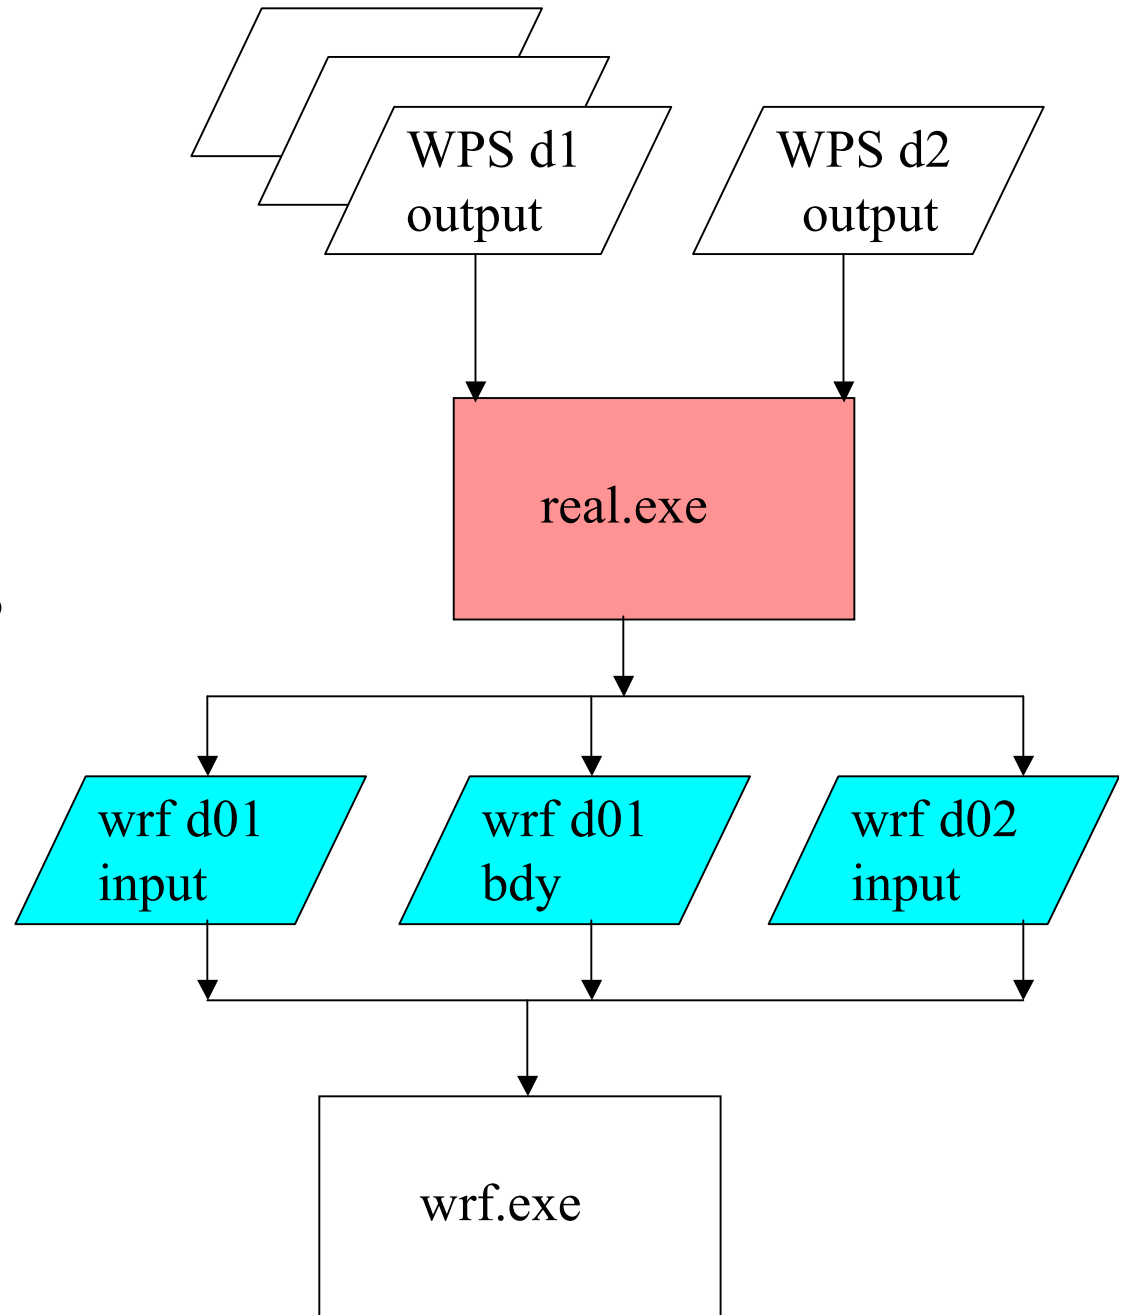 WPS d1
output
WPS d2
output
real.exe
wrf d01
input
wrf d01
bdy
wrf d02
input
wrf.exe